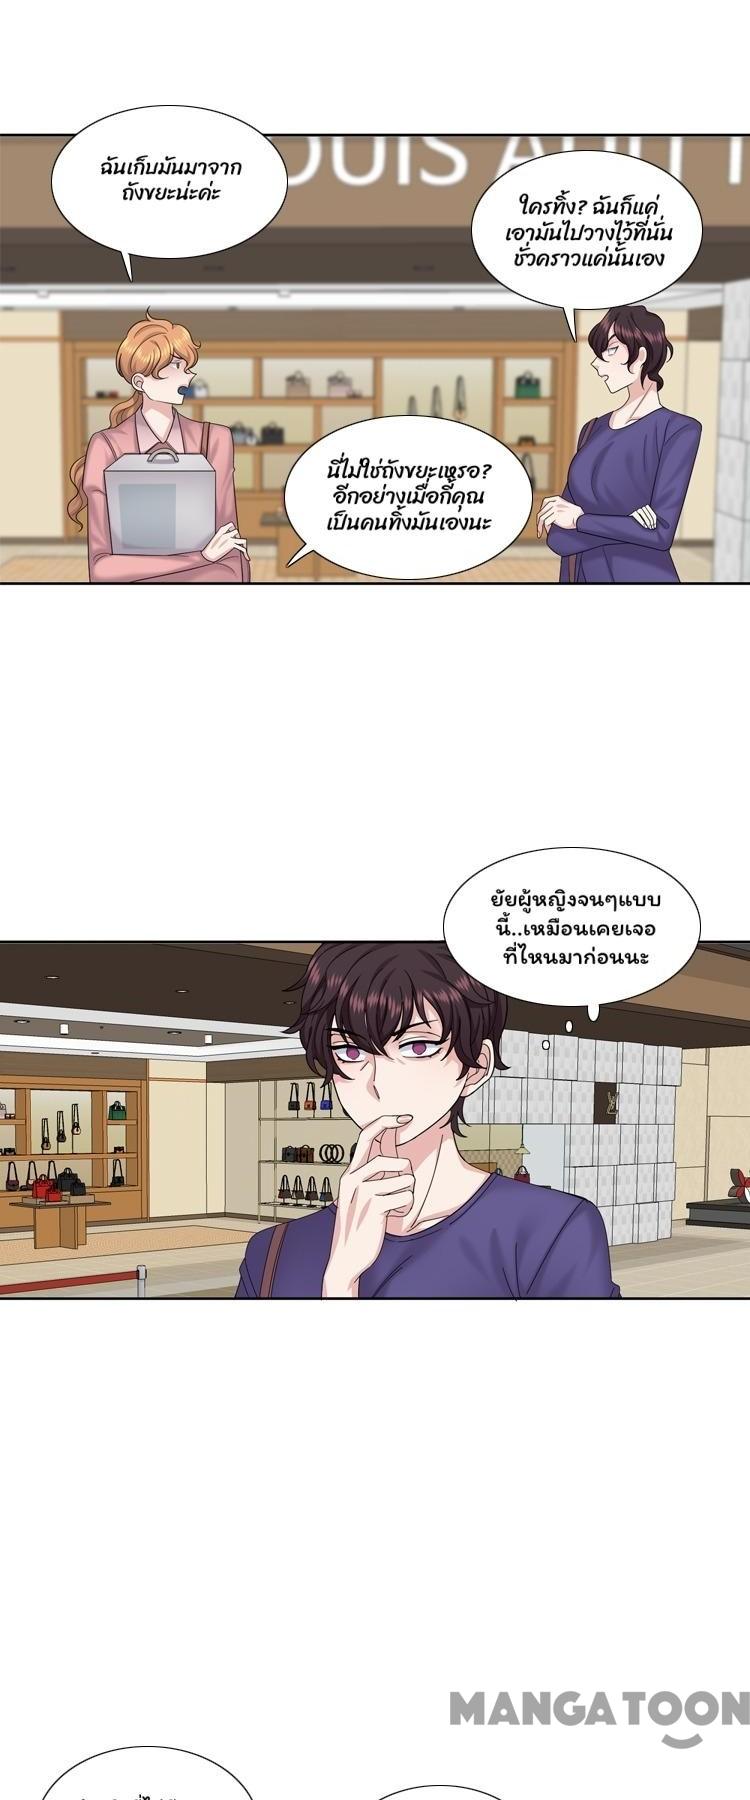 OUIS
ฉันเก็บมันมาจาก
ถังขยะน่ะค่ะ
ใครทิ้ง? ฉันก็แค่
เอามันไปวางไว้ที่นั่น
ชั่วคราวแค่นั้นเอง
นี่ไม่ใช่ถังขยะเหรอ?
อีกอย่างเมื่อกี้คุณ
เป็นคนทิ้งมันเองนะ
ยัยผู้หญิงจนๆแบบ
นี้..เหมือนเคยเจอ
ที่ไหนมาก่อนนะ
MANGATOON